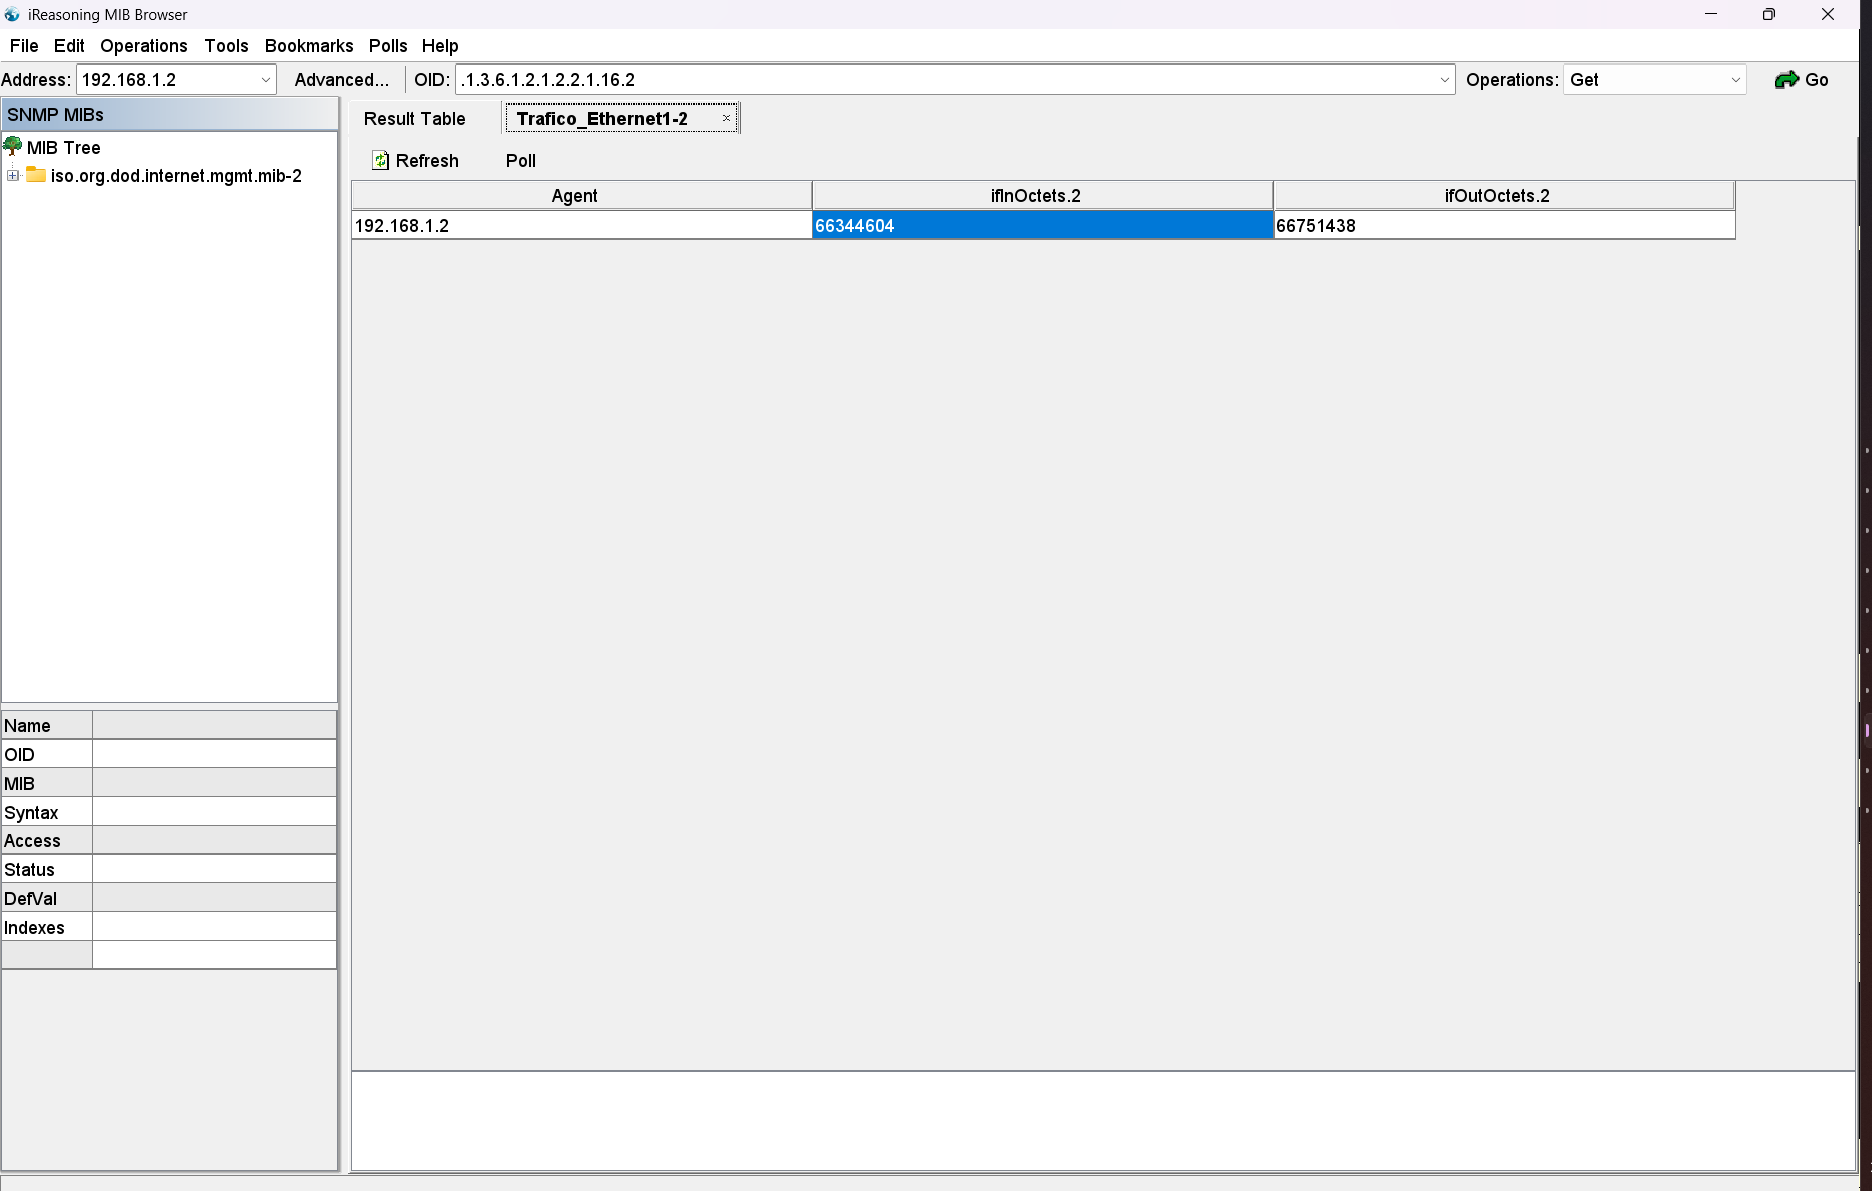 iReasoning MIB Browser
File Edit Operations Tools Bookmarks Polls Help
Address: 192.168.1.2 Advanced... OID: .1.3.6.1.2.1.2.2.1.16.2 Operations: Get Go
SNMP MIBs
MIB Tree
iso.org.dod.internet.mgmt.mib-2
Result Table Trafico_Ethernet1-2
Refresh Poll
Agent ifInOctets.2 ifOutOctets.2
192.168.1.2 66344604 66751438
Name
OID
MIB
Syntax
Access
Status
DefVal
Indexes